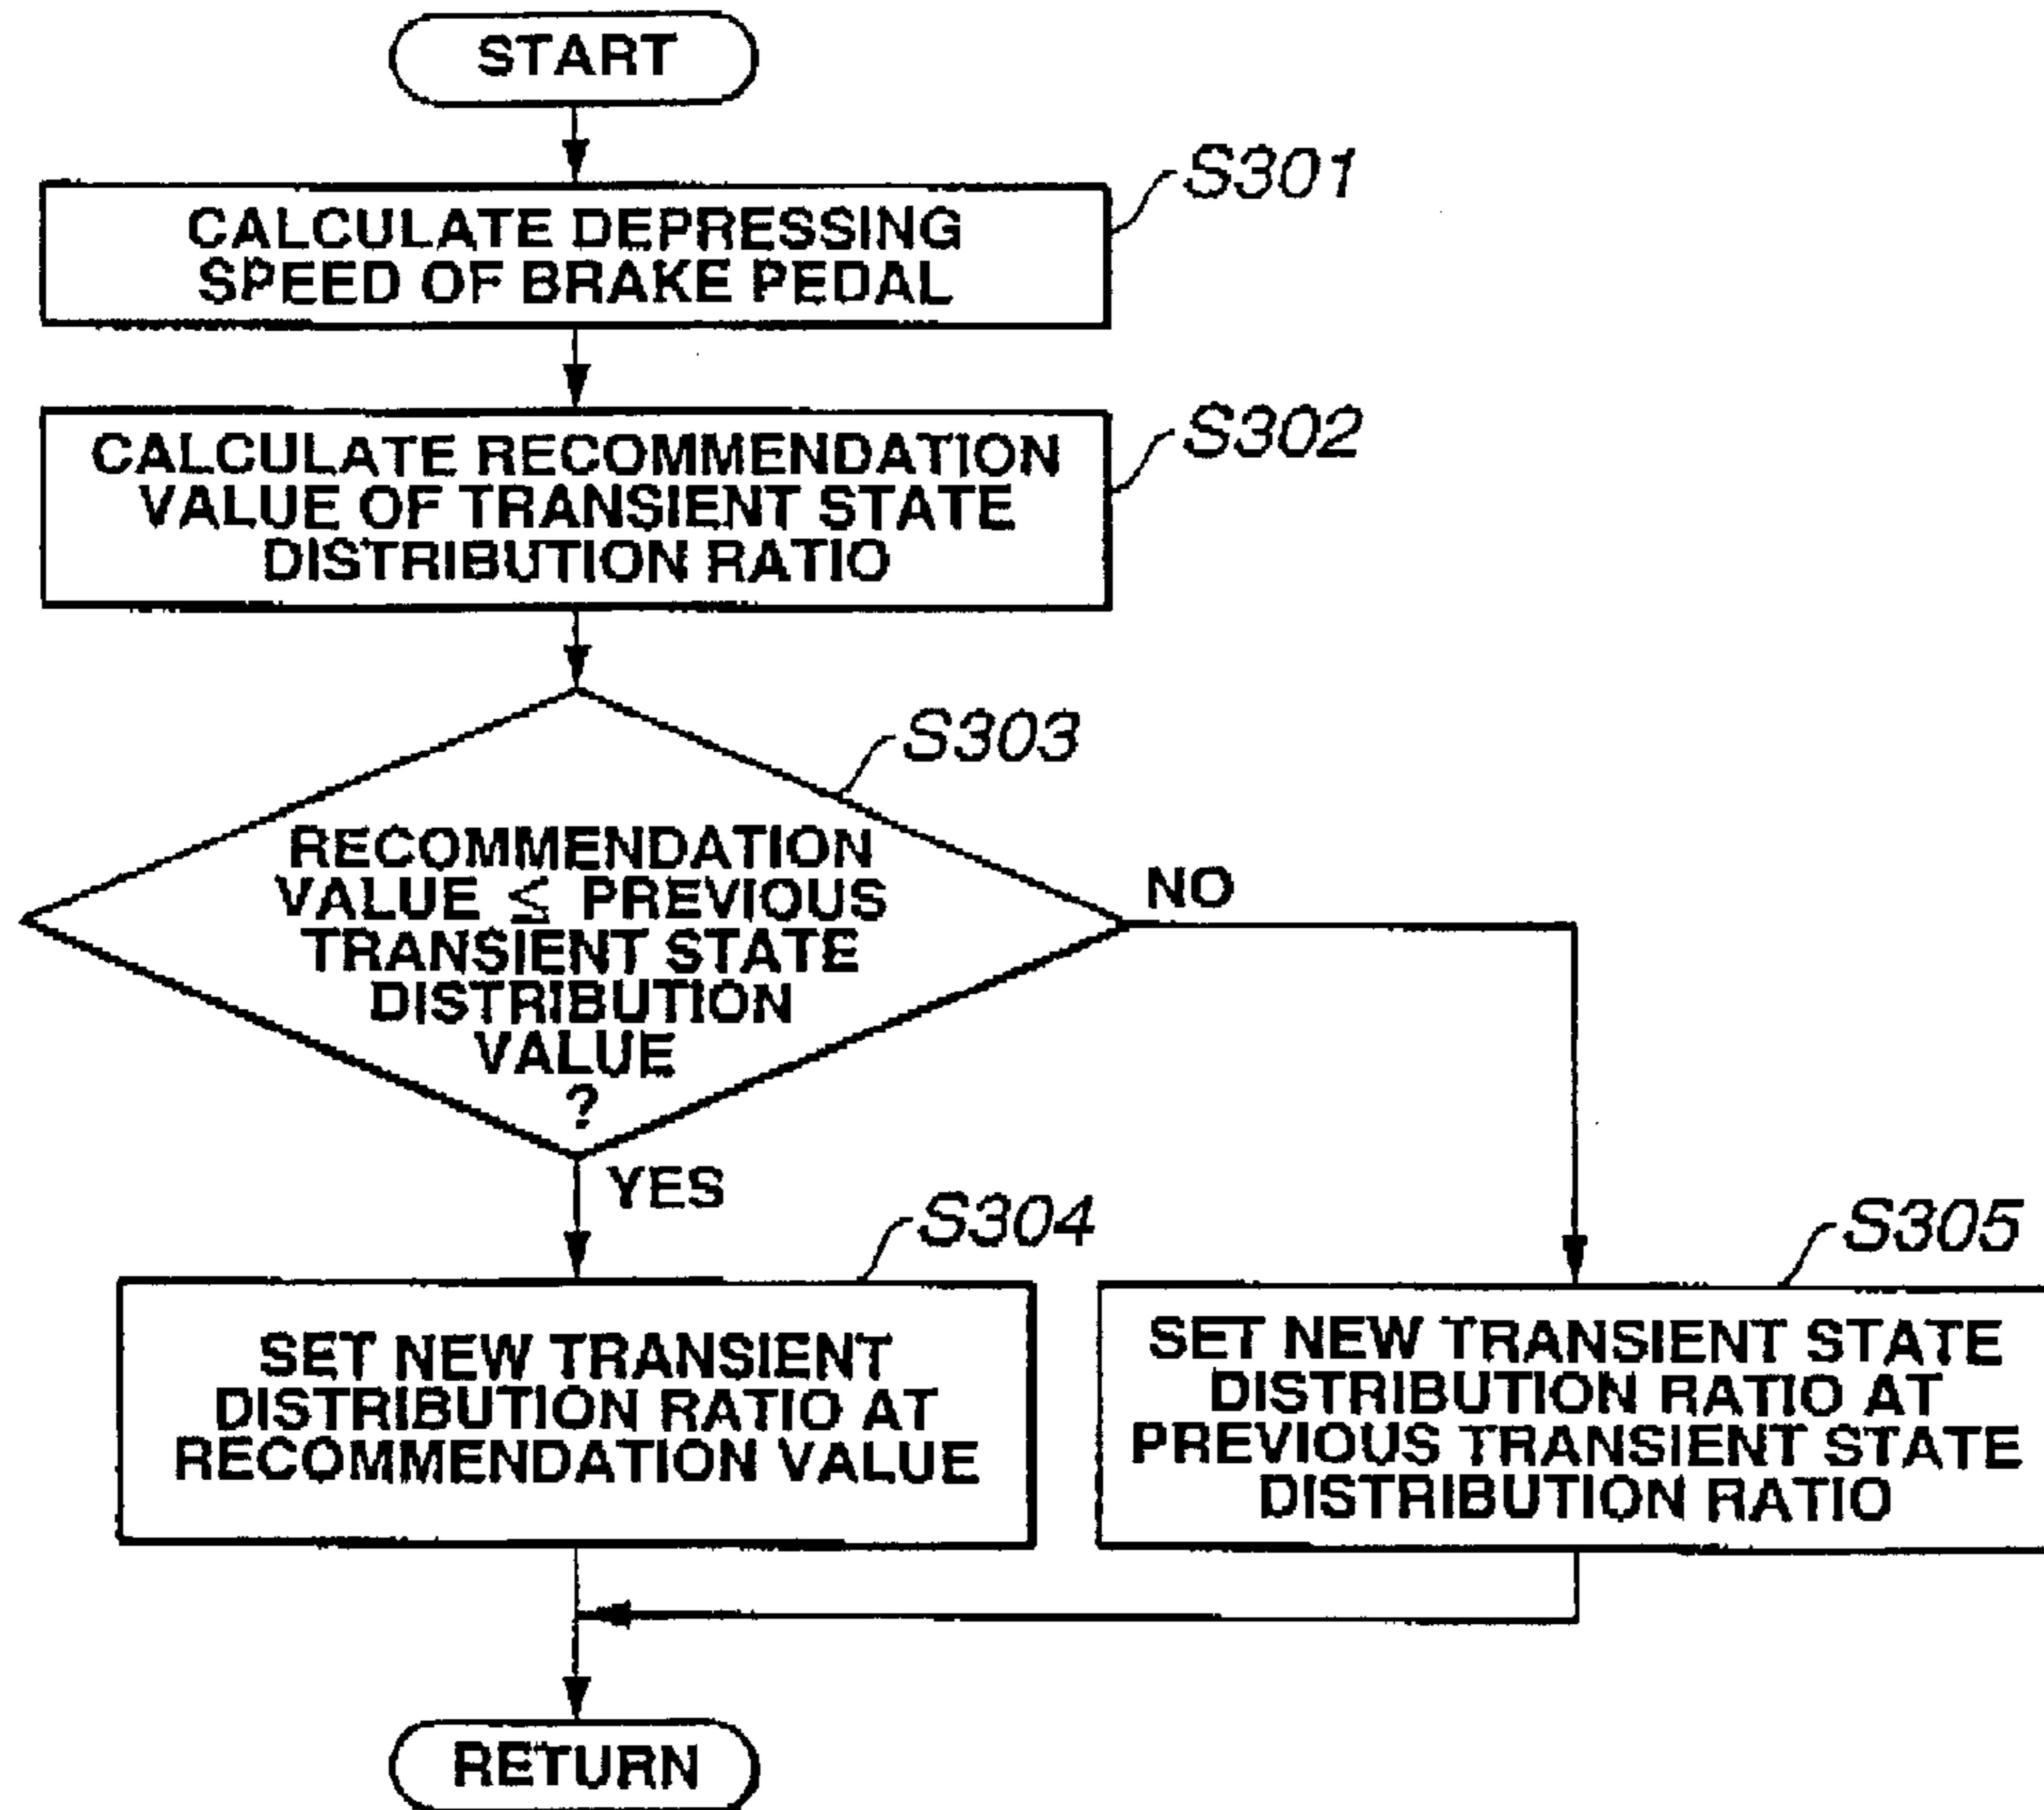 START
S301
CALCULATE DEPRESSING
SPEED OF BRAKE PEDAL
S302
CALCULATE RECOMMENDATION
VALUE OF TRANSIENT STATE
DISTRIBUTION RATIO
S303
RECOMMENDATION
VALUE ≦ PREVIOUS
TRANSIENT STATE
DISTRIBUTION
VALUE
?
NO
YES
S304
SET NEW TRANSIENT
DISTRIBUTION RATIO AT
RECOMMENDATION VALUE
S305
SET NEW TRANSIENT STATE
DISTRIBUTION RATIO AT
PREVIOUS TRANSIENT STATE
DISTRIBUTION RATIO
RETURN